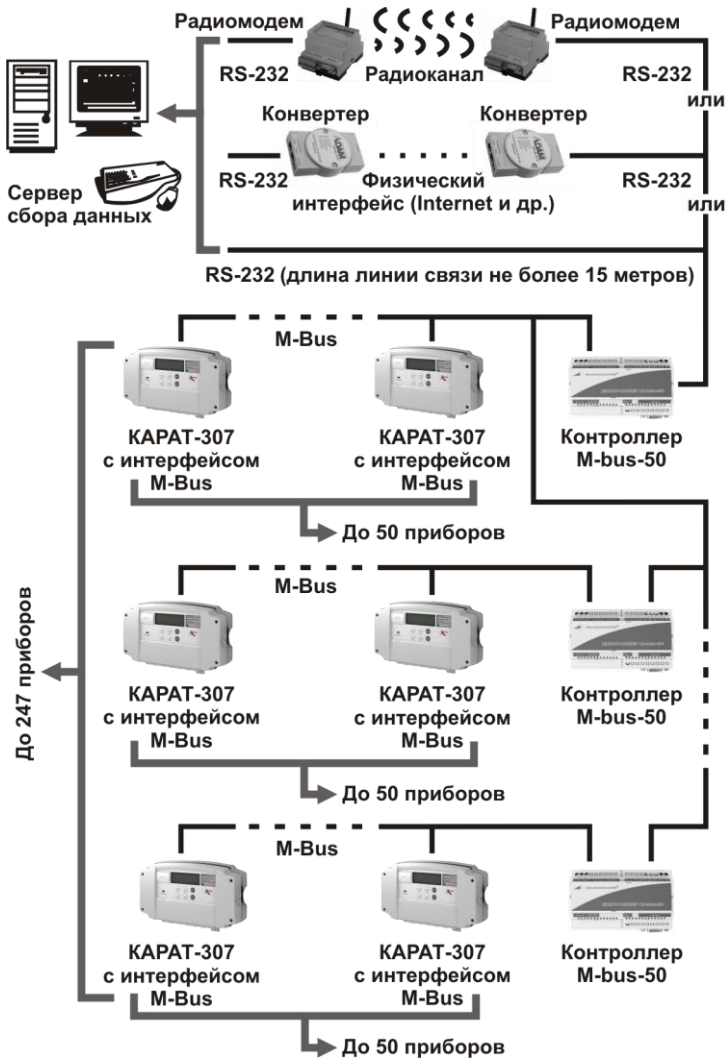 Радиомодем
Радиомодем
RS-232
Радиоканал
RS-232
или
Конвертер
Конвертер
RS-232
Физический
интерфейс (Internet и др.)
RS-232
или
Сервер
сбора данных
RS-232 (длина линии связи не более 15 метров)
M-Bus
КАРАТ-307
с интерфейсом
M-Bus
КАРАТ-307
с интерфейсом
M-Bus
Контроллер
M-bus-50
До 50 приборов
M-Bus
КАРАТ-307
с интерфейсом
M-Bus
КАРАТ-307
с интерфейсом
M-Bus
Контроллер
M-bus-50
До 50 приборов
До 247 приборов
M-Bus
КАРАТ-307
с интерфейсом
M-Bus
КАРАТ-307
с интерфейсом
M-Bus
Контроллер
M-bus-50
До 50 приборов
ADAM
ADAM